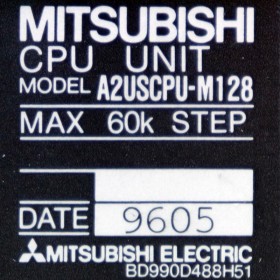 MITSUBISHI
CPU UNIT
MODEL A2USCPU-M128
MAX 60k STEP
DATE 9605
MITSUBISHI ELECTRIC
BD990D488H51